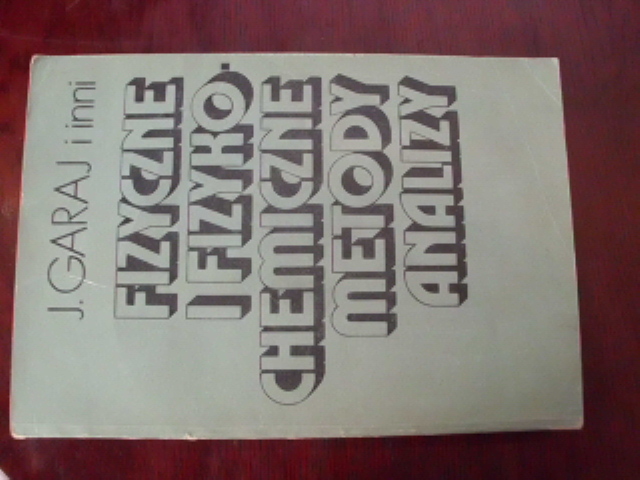 J. GARAJ i inni
FIZYCZNE
I FIZYKO-
CHEMICZNE
METODY
ANALIZY